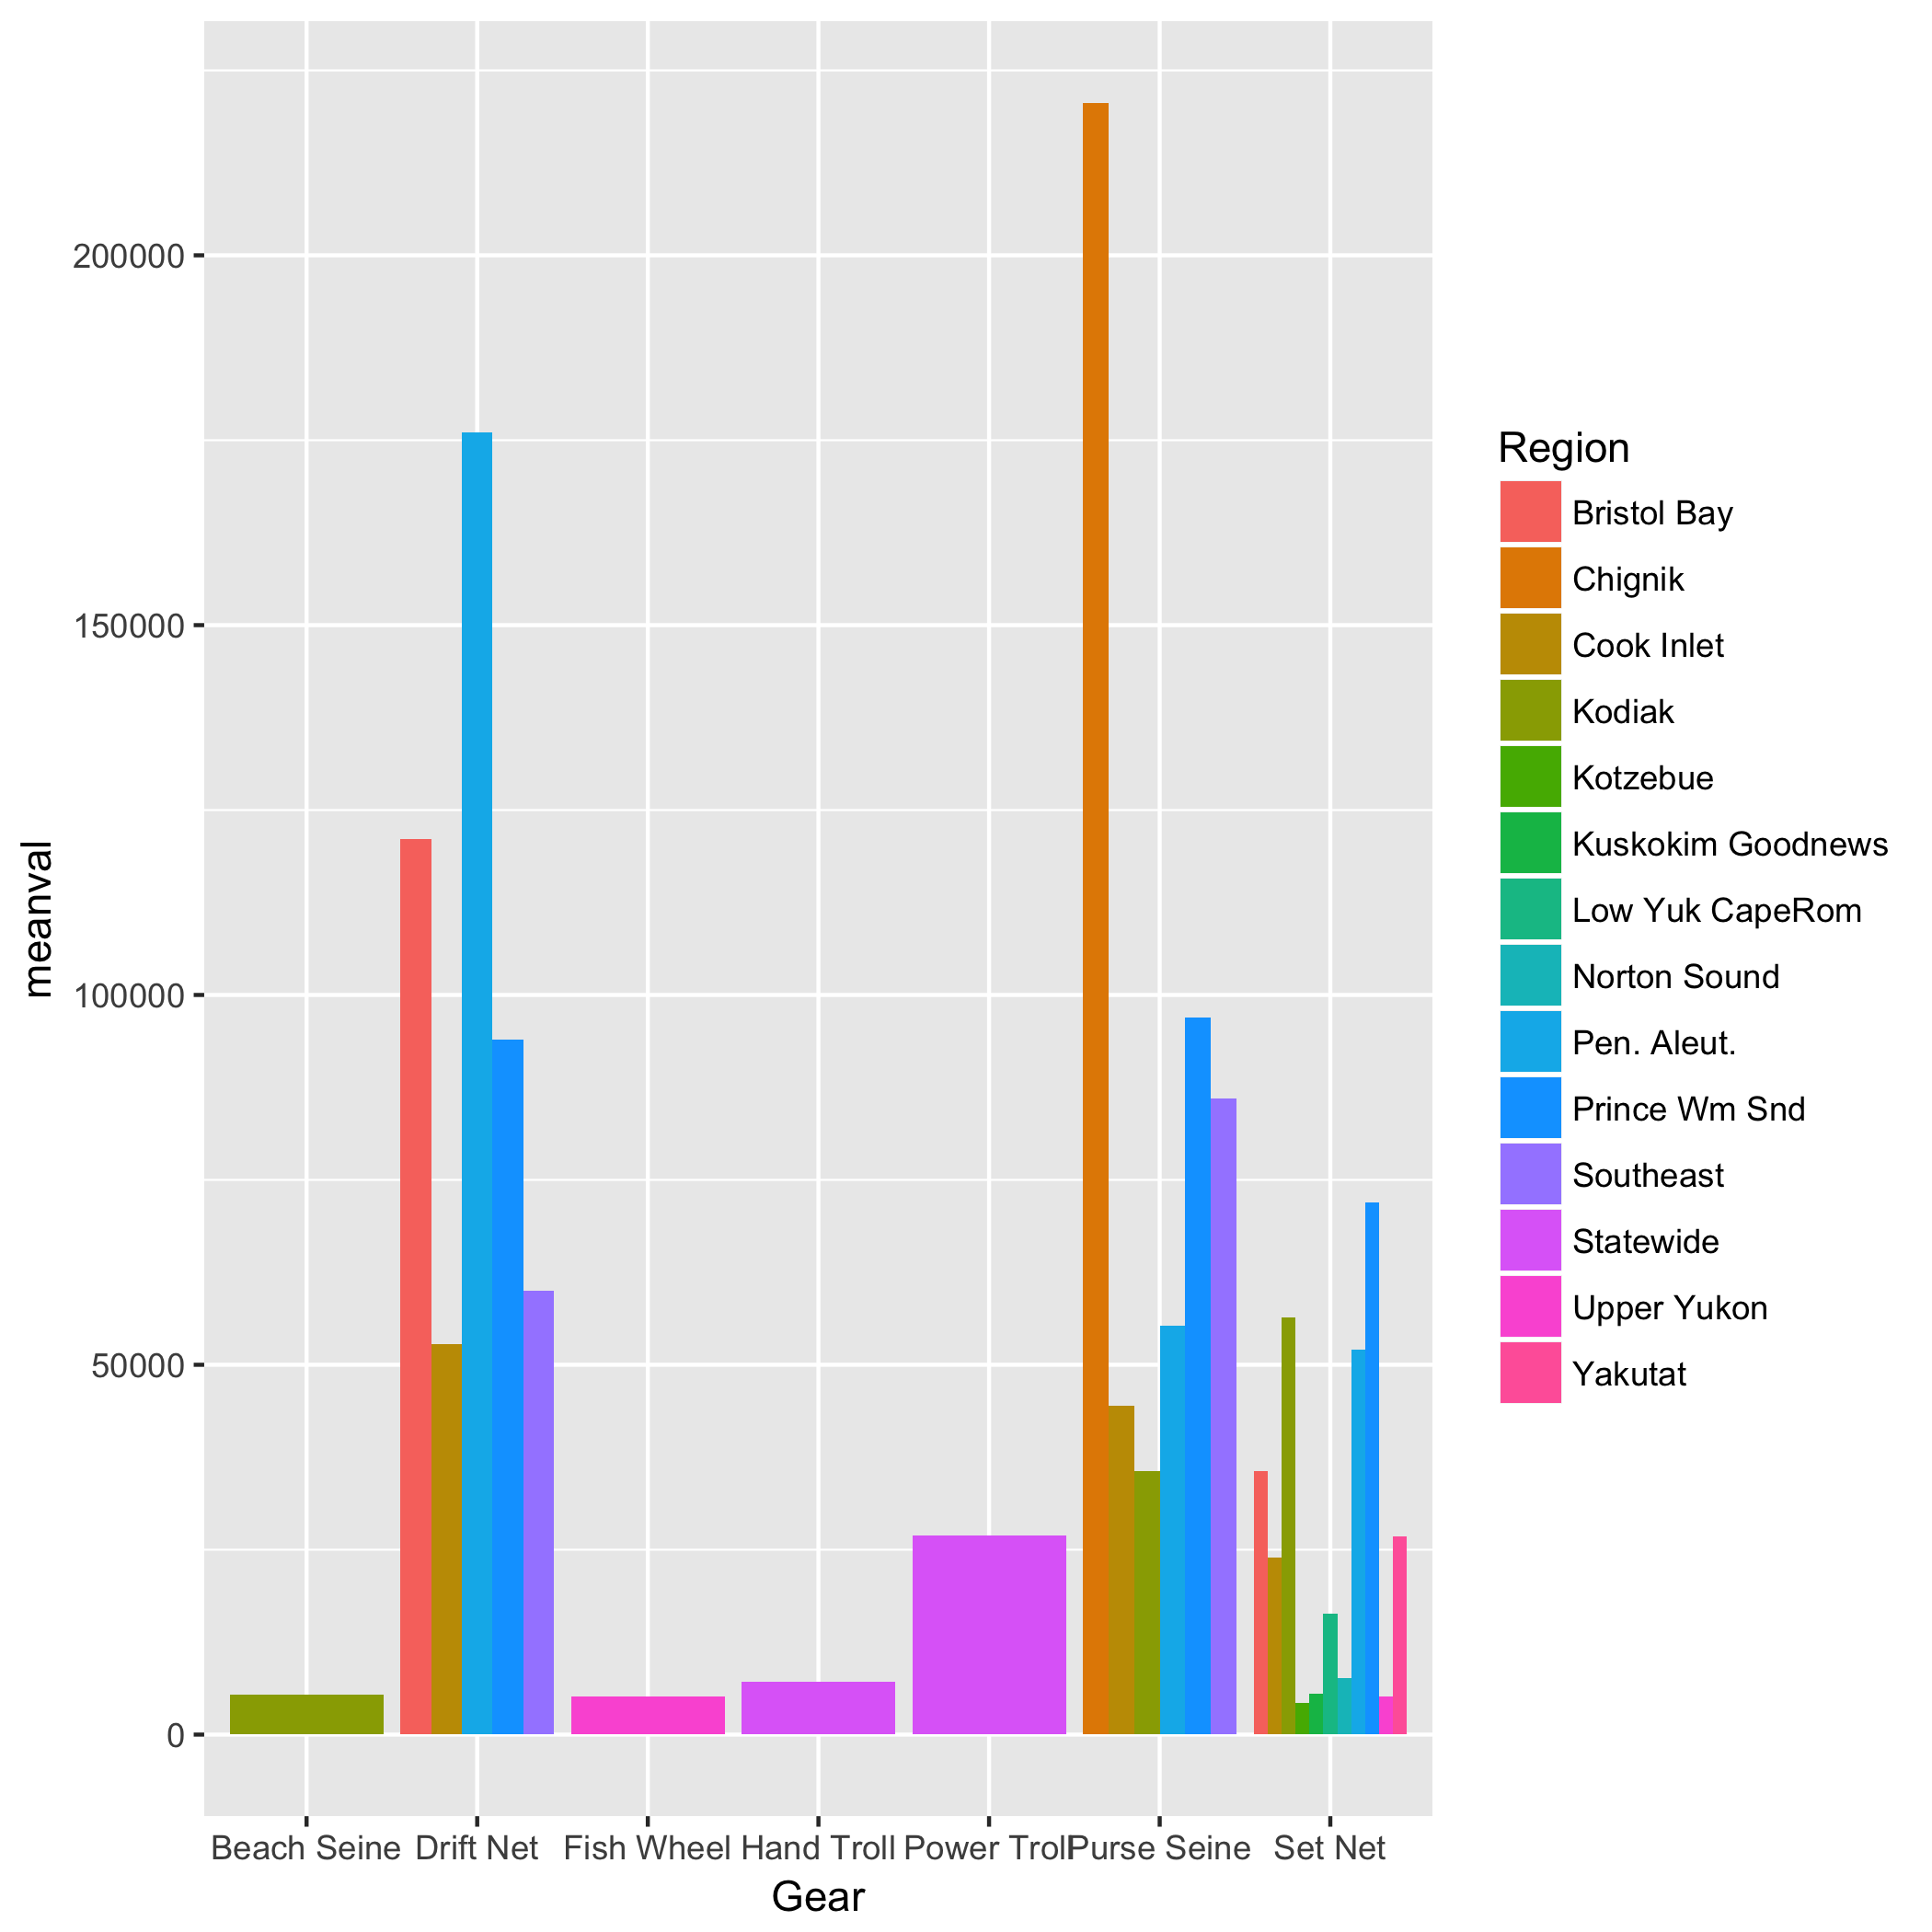 200000
150000
100000
50000
0
meanval
Beach Seine Drift Net Fish Wheel Hand Troll Power Troll Purse Seine Set Net
Gear
Region
Bristol Bay
Chignik
Cook Inlet
Kodiak
Kotzebue
Kuskokim Goodnews
Low Yuk CapeRom
Norton Sound
Pen. Aleut.
Prince Wm Snd
Southeast
Statewide
Upper Yukon
Yakutat